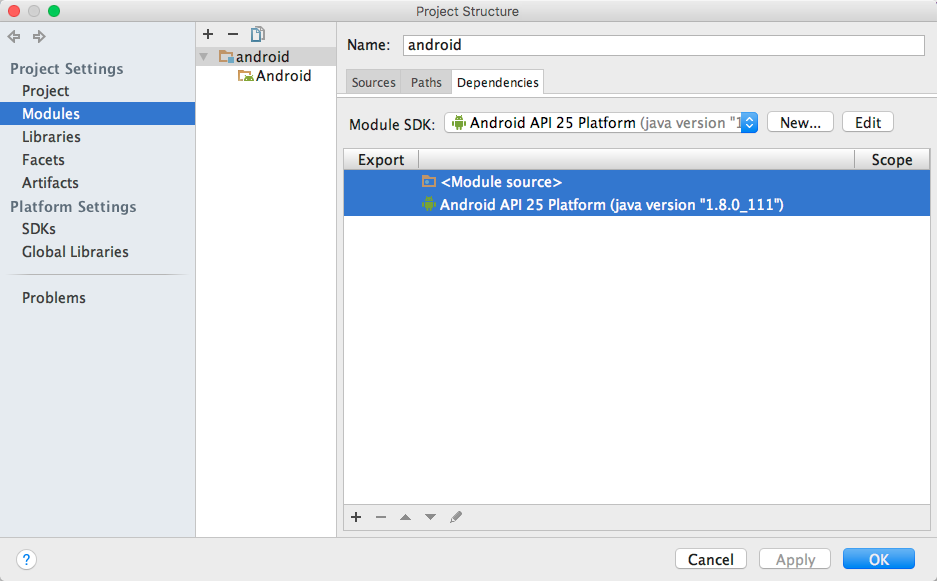 Project Structure
Project Settings
Project
Modules
Libraries
Facets
Artifacts
Platform Settings
SDKs
Global Libraries
Problems
android
Android
Name: android
Sources Paths Dependencies
Module SDK: Android API 25 Platform (java version "1 New... Edit
Export Scope
<Module source>
Android API 25 Platform (java version "1.8.0_111")
? Cancel Apply OK